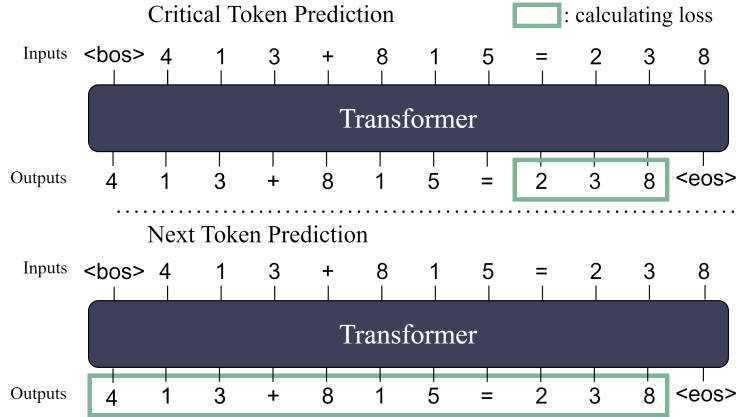 Critical Token Prediction : calculating loss
Inputs <bos> 4 1 3 + 8 1 5 = 2 3 8
Transformer
Outputs 4 1 3 + 8 1 5 = 2 3 8 <eos>
Next Token Prediction
Inputs <bos> 4 1 3 + 8 1 5 = 2 3 8
Transformer
Outputs 4 1 3 + 8 1 5 = 2 3 8 <eos>